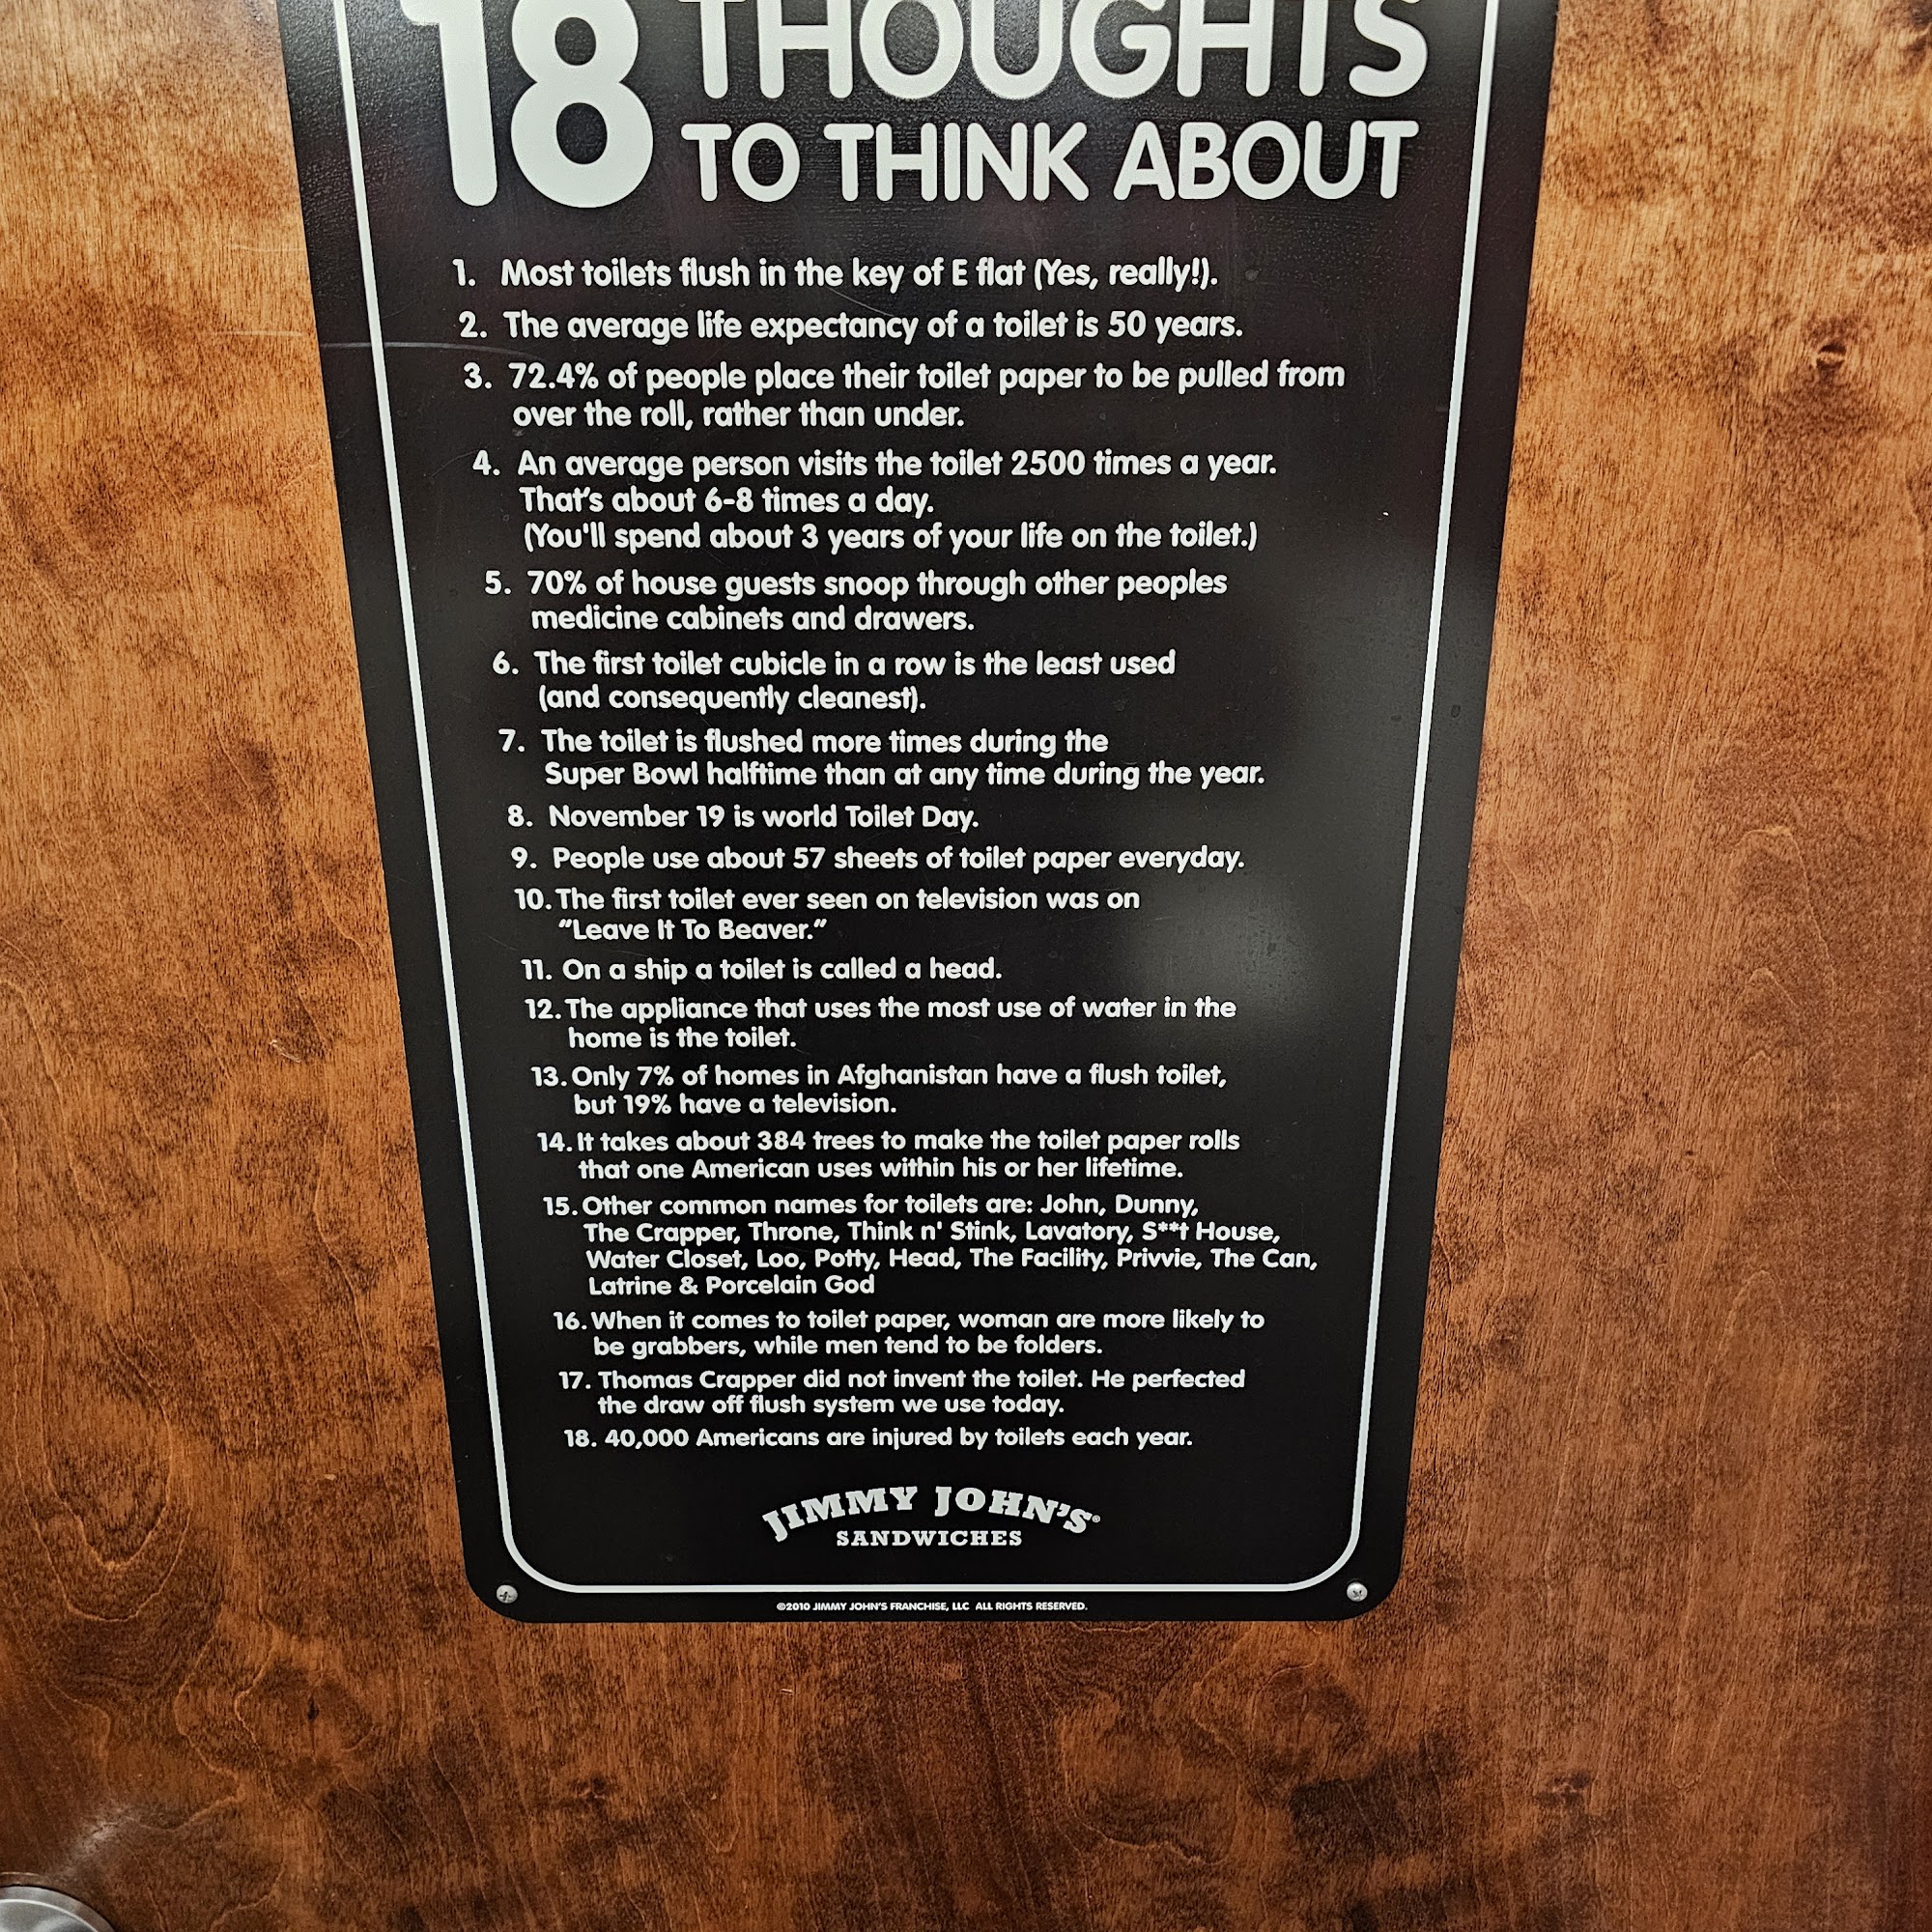 18 THOUGHTS
TO THINK ABOUT
1. Most toilets flush in the key of E flat (Yes, really!).
2. The average life expectancy of a toilet is 50 years.
3. 72.4% of people place their toilet paper to be pulled from
over the roll, rather than under.
4. An average person visits the toilet 2500 times a year.
That's about 6-8 times a day.
(You'll spend about 3 years of your life on the toilet.)
5. 70% of house guests snoop through other peoples
medicine cabinets and drawers.
6. The first toilet cubicle in a row is the least used
(and consequently cleanest).
7. The toilet is flushed more times during the
Super Bowl halftime than at any time during the year.
8. November 19 is world Toilet Day.
9. People use about 57 sheets of toilet paper everyday.
10. The first toilet ever seen on television was on
"Leave It To Beaver."
11. On a ship a toilet is called a head.
12. The appliance that uses the most use of water in the
home is the toilet.
13. Only 7% of homes in Afghanistan have a flush toilet,
but 19% have a television.
14. It takes about 384 trees to make the toilet paper rolls
that one American uses within his or her lifetime.
15. Other common names for toilets are: John, Dunny,
The Crapper, Throne, Think n' Stink, Lavatory, S**t House,
Water Closet, Loo, Potty, Head, The Facility, Privvie, The Can,
Latrine & Porcelain God
16. When it comes to toilet paper, woman are more likely to
be grabbers, while men tend to be folders.
17. Thomas Crapper did not invent the toilet. He perfected
the draw off flush system we use today.
18. 40,000 Americans are injured by toilets each year.
JIMMY JOHN'S®
SANDWICHES
©2010 JIMMY JOHN'S FRANCHISE, LLC ALL RIGHTS RESERVED.